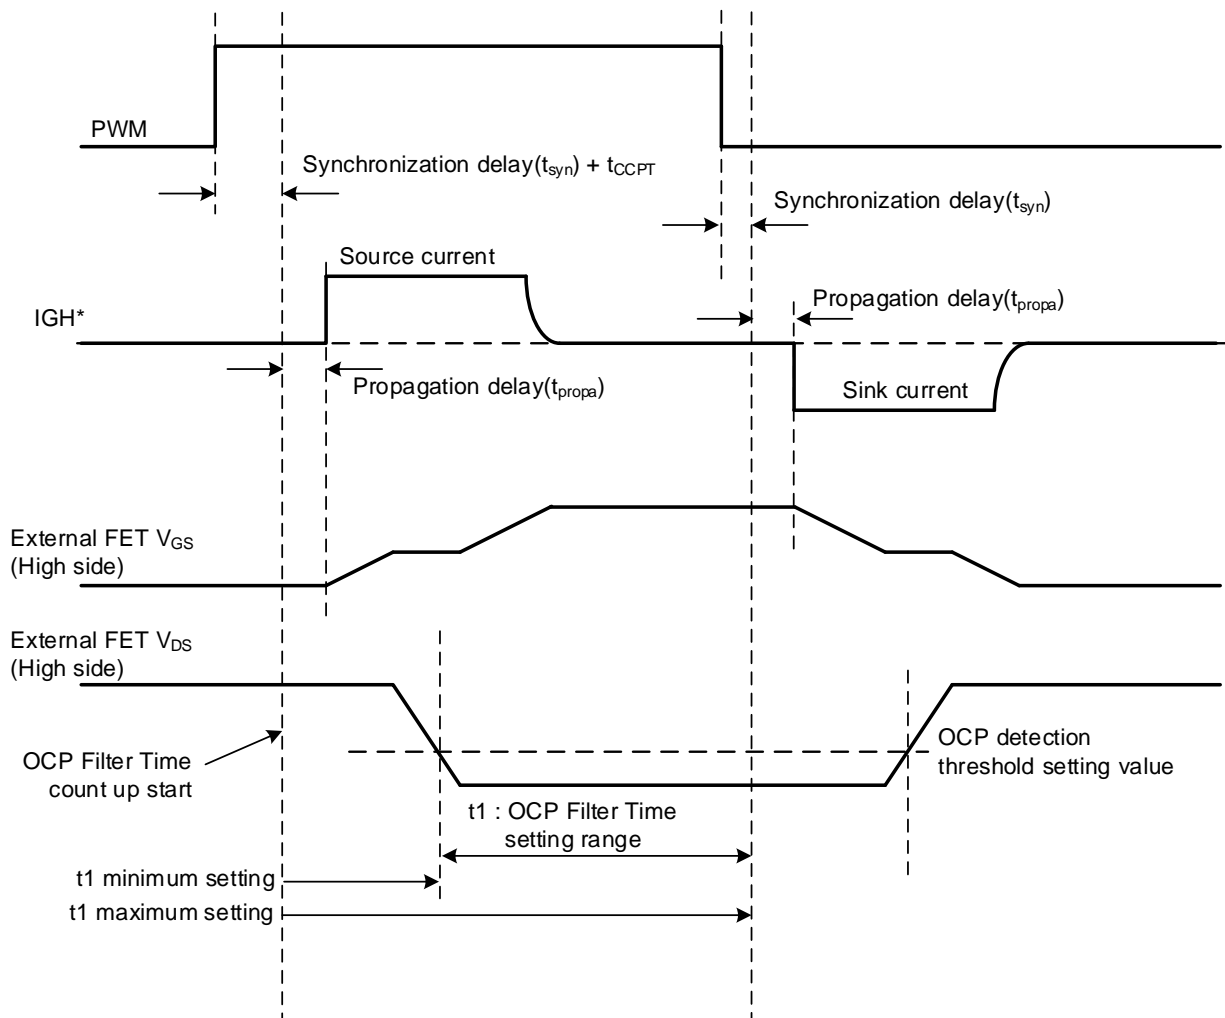 PWM
Synchronization delay(tsyn) + tCCPT
Synchronization delay(tsyn)
Source current
IGH*
Propagation delay(tpropa)
Propagation delay(tpropa)
Sink current
External FET VGS
(High side)
External FET VDS
(High side)
OCP Filter Time
count up start
OCP detection
threshold setting value
t1 : OCP Filter Time
setting range
t1 minimum setting
t1 maximum setting